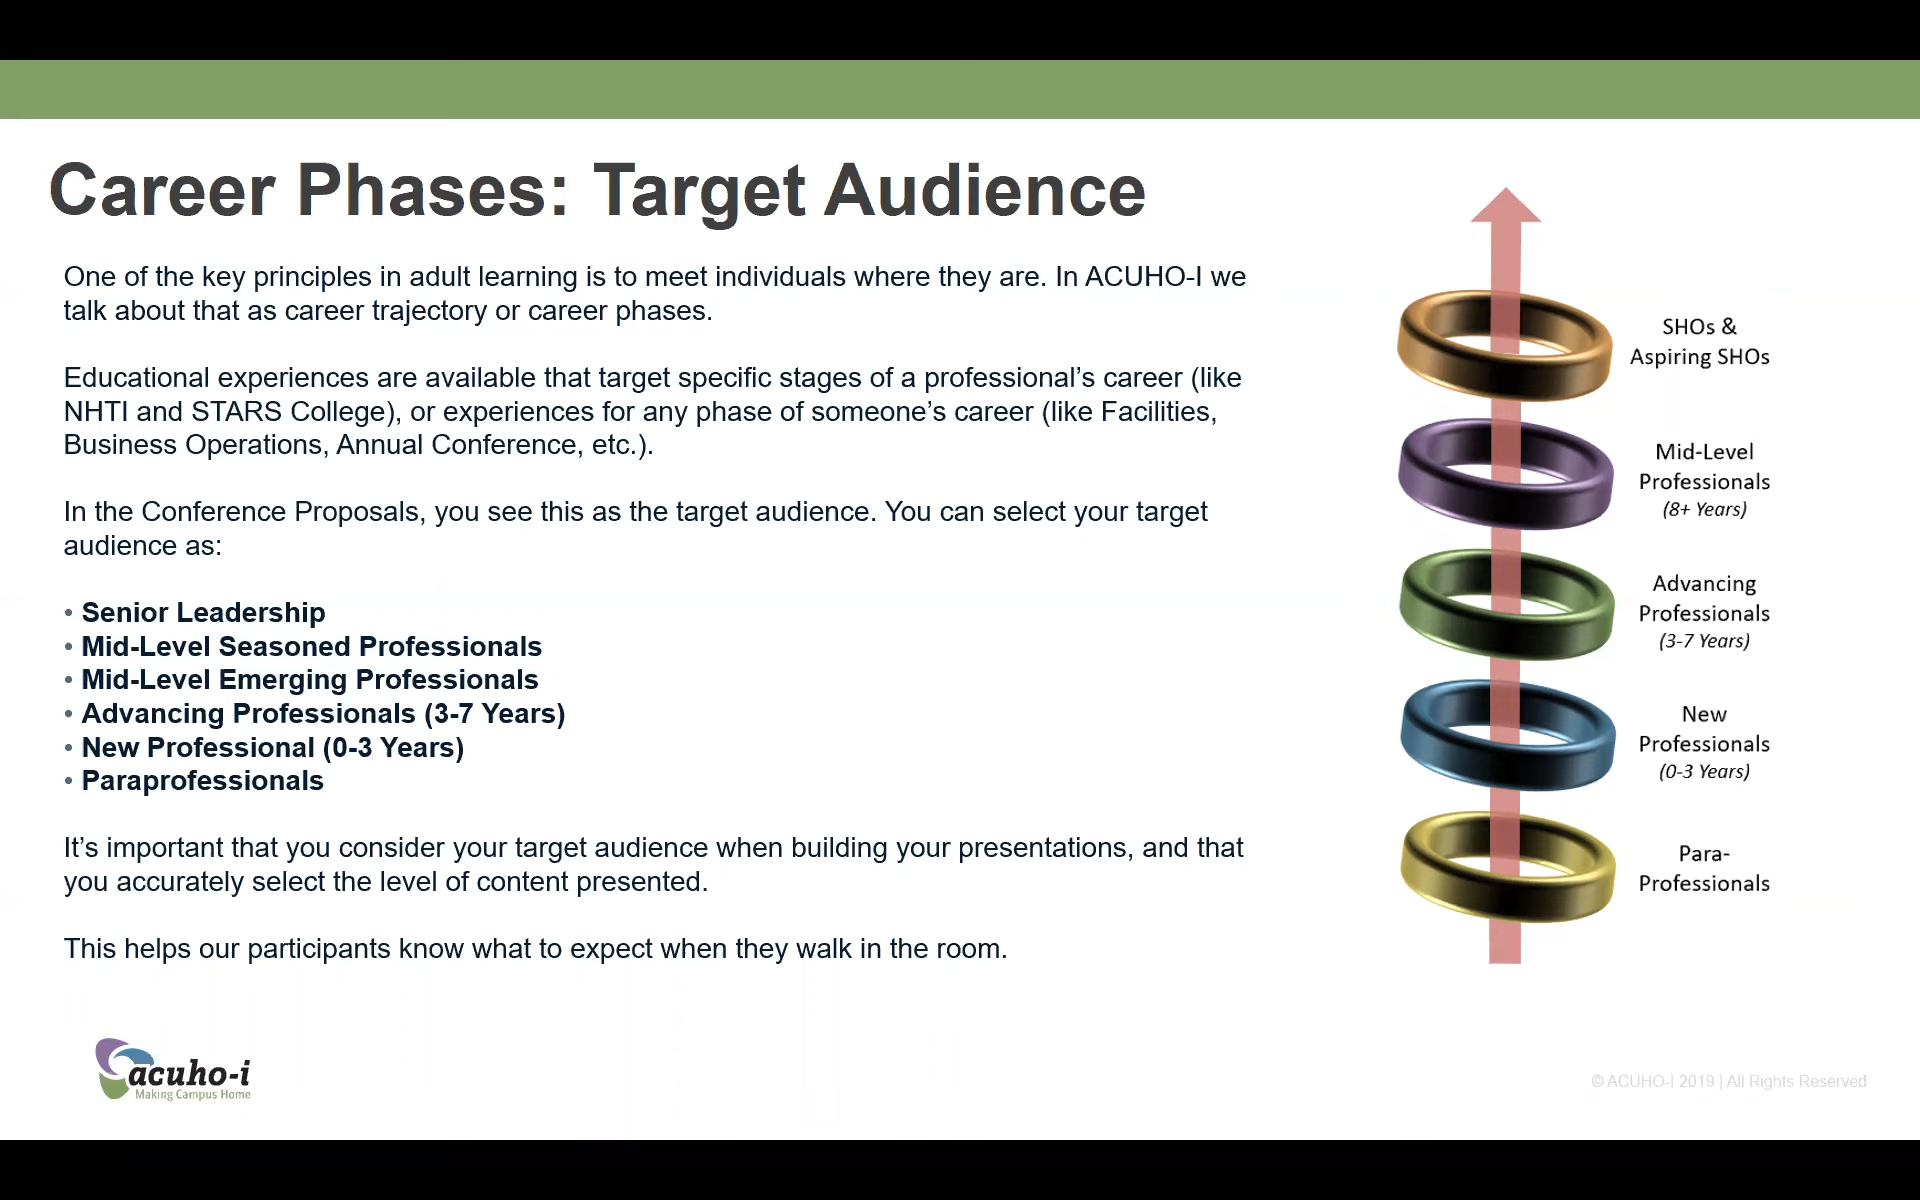 Career Phases: Target Audience
One of the key principles in adult learning is to meet individuals where they are. In ACUHO-I we
talk about that as career trajectory or career phases.
Educational experiences are available that target specific stages of a professional’s career (like
NHTI and STARS College), or experiences for any phase of someone’s career (like Facilities,
Business Operations, Annual Conference, etc.).
In the Conference Proposals, you see this as the target audience. You can select your target
audience as:
• Senior Leadership
• Mid-Level Seasoned Professionals
• Mid-Level Emerging Professionals
• Advancing Professionals (3-7 Years)
• New Professional (0-3 Years)
• Paraprofessionals
It’s important that you consider your target audience when building your presentations, and that
you accurately select the level of content presented.
This helps our participants know what to expect when they walk in the room.
SHOs &
Aspiring SHOs
Mid-Level
Professionals
(8+ Years)
Advancing
Professionals
(3-7 Years)
New
Professionals
(0-3 Years)
Para-
Professionals
acuho-i
Making Campus Home
© ACUHO-I 2019 | All Rights Reserved